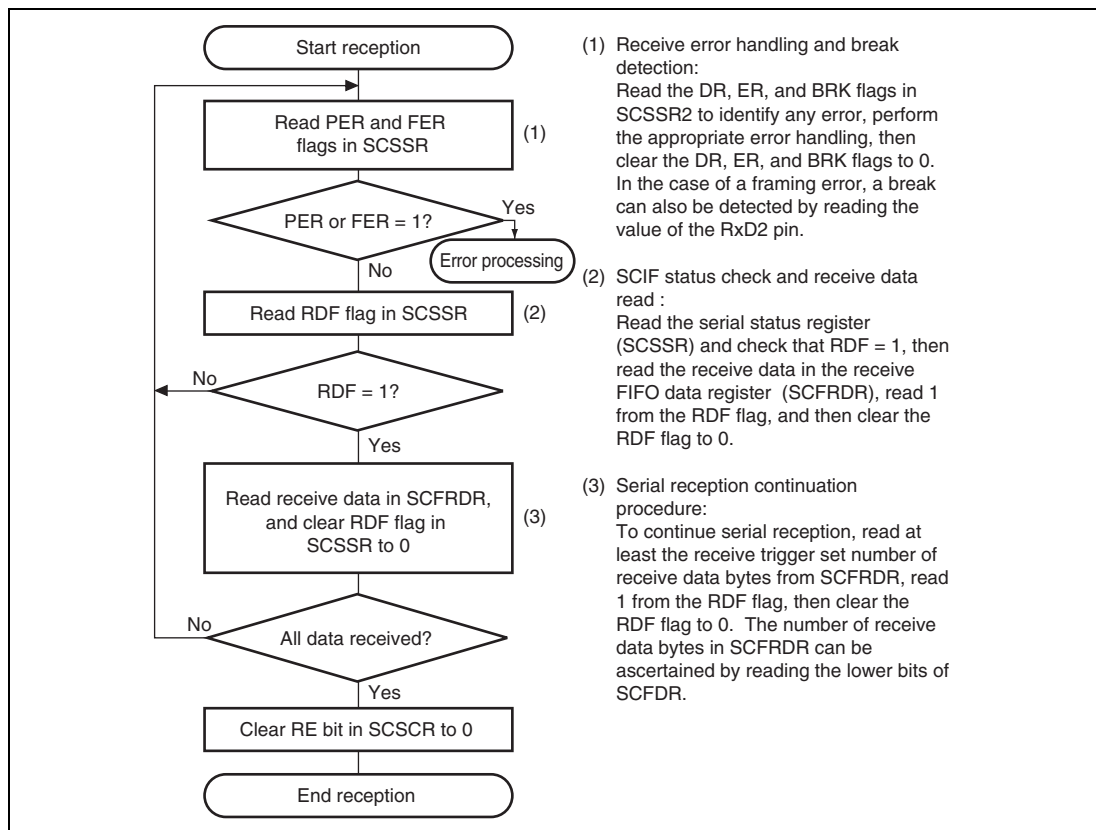 Start reception
Read PER and FER
flags in SCSSR
(1)
PER or FER = 1?
Yes
Error processing
No
Read RDF flag in SCSSR
(2)
No
RDF = 1?
Yes
Read receive data in SCFRDR,
and clear RDF flag in
SCSSR to 0
(3)
No
All data received?
Yes
Clear RE bit in SCSCR to 0
End reception
(1) Receive error handling and break
detection:
Read the DR, ER, and BRK flags in
SCSSR2 to identify any error, perform
the appropriate error handling, then
clear the DR, ER, and BRK flags to 0.
In the case of a framing error, a break
can also be detected by reading the
value of the RxD2 pin.
(2) SCIF status check and receive data
read :
Read the serial status register
(SCSSR) and check that RDF = 1, then
read the receive data in the receive
FIFO data register (SCFRDR), read 1
from the RDF flag, and then clear the
RDF flag to 0.
(3) Serial reception continuation
procedure:
To continue serial reception, read at
least the receive trigger set number of
receive data bytes from SCFRDR, read
1 from the RDF flag, then clear the
RDF flag to 0. The number of receive
data bytes in SCFRDR can be
ascertained by reading the lower bits of
SCFDR.